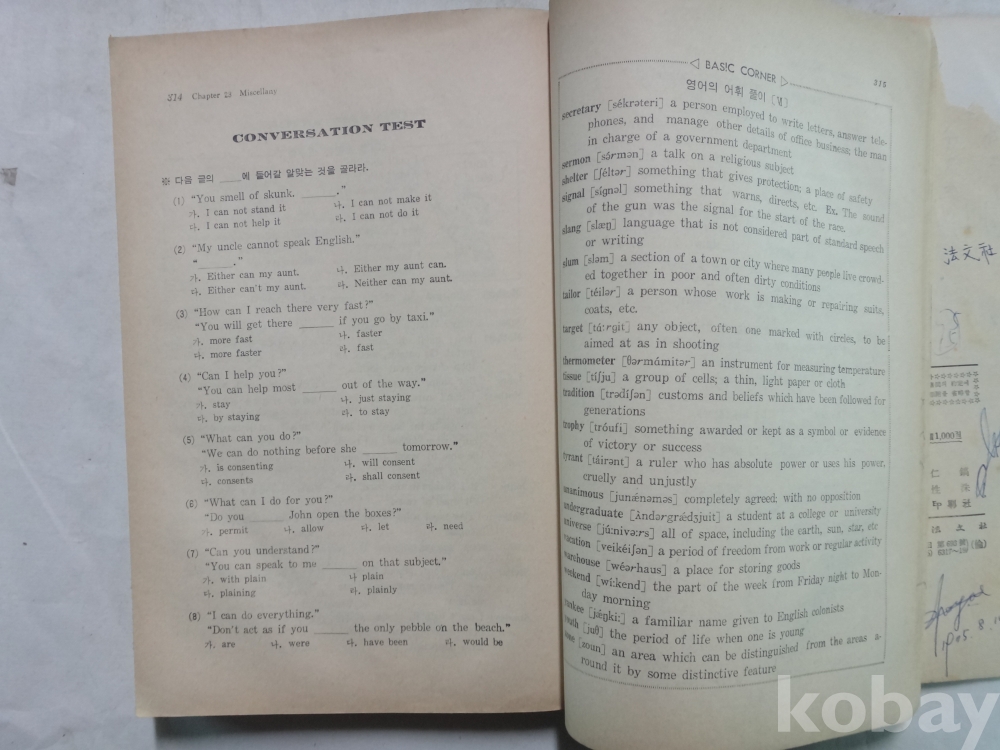 314 Chapter 29 Miscellany
CONVERSATION TEST
※ 다음 글의 ____에 들어갈 알맞는 것을 골라라.
(1) “You smell of skunk. ______.”
가. I can not stand it 나. I can not make it
다. I can not help it 라. I can not do it
(2) “My uncle cannot speak English.”
“______.”
가. Either can my aunt. 나. Either my aunt can.
다. Either can't my aunt. 라. Neither can my aunt.
(3) “How can I reach there very fast?”
“You will get there ______ if you go by taxi.”
가. more fast 나. faster
다. more faster 라. fast
(4) “Can I help you?”
“You can help most ______ out of the way.”
가. stay 나. just staying
다. by staying 라. to stay
(5) “What can you do?”
“We can do nothing before she ______ tomorrow.”
가. is consenting 나. will consent
다. consents 라. shall consent
(6) “What can I do for you?”
“Do you ______ John open the boxes?”
가. permit 나. allow 다. let 라. need
(7) “Can you understand?”
“You can speak to me ______ on that subject.”
가. with plain 나 plain
다. plaining 라. plainly
(8) “I can do everything.”
“Don't act as if you ______ the only pebble on the beach.”
가. are 나. were 다. have been 라. would be
◁ BASIC CORNER ▷ 315
영어의 어휘 풀이 [Ⅵ]
secretary [sékrəteri] a person employed to write letters, answer tele-
phones, and manage other details of office business; the man
in charge of a government department
sermon [sə́rmən] a talk on a religious subject
shelter [ʃéltər] something that gives protection; a place of safety
signal [sígnəl] something that warns, directs, etc. Ex. The sound
of the gun was the signal for the start of the race.
slang [slæŋ] language that is not considered part of standard speech
or writing
slum [sləm] a section of a town or city where many people live crowd-
ed together in poor and often dirty conditions
tailor [téilər] a person whose work is making or repairing suits,
coats, etc.
target [táːrgit] any object, often one marked with circles, to be
aimed at as in shooting
thermometer [θərmámitər] an instrument for measuring temperature
tissue [tíʃju] a group of cells; a thin, light paper or cloth
tradition [trədíʃən] customs and beliefs which have been followed for
generations
trophy [tróufi] something awarded or kept as a symbol or evidence
of victory or success
tyrant [táirənt] a ruler who has absolute power or uses his power,
cruelly and unjustly
unanimous [junǽnəməs] completely agreed: with no opposition
undergraduate [ʌ̀ndərgrǽdʒjuit] a student at a college or university
universe [júːnivəːrs] all of space, including the earth, sun, star, etc
vacation [veikéiʃən] a period of freedom from work or regular activity
warehouse [wéərhaus] a place for storing goods
weekend [wíːkend] the part of the week from Friday night to Mon-
day morning
yankee [jǽŋkiː] a familiar name given to English colonists
youth [juθ] the period of life when one is young
zone [zoun] an area which can be distinguished from the areas a-
round it by some distinctive feature
法文社
1,000원
印
法文社
kobay